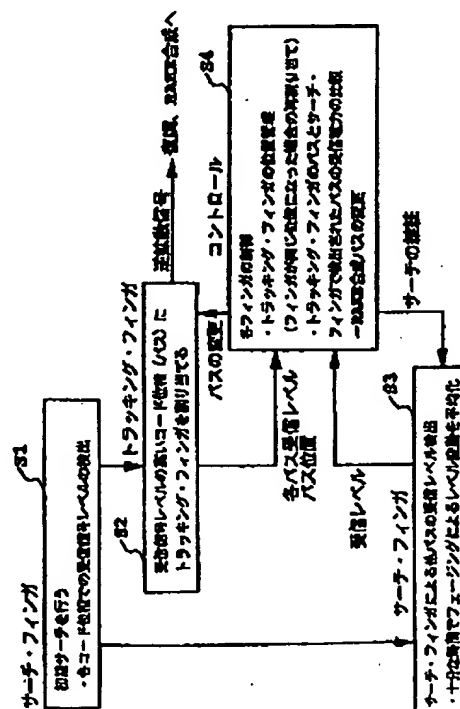 サーチ・フィンガ
S1
初期サーチを行う
・各コード位相での受信信号レベルの検出
トラッキング・フィンガ
S2
受信信号レベルの高いコード位相（パス）に
トラッキング・フィンガを割り当てる
逆拡散信号
復調、RAKE合成へ
パスの変更
各パス受信レベル
パス位置
コントロール
S4
各フィンガの制御
・トラッキング・フィンガの位置管理
（フィンガが同じ位置になった場合の再割り当て）
・トラッキング・フィンガのパスとサーチ・
フィンガで検出されたパスの受信電力の比較
→RAKE合成パスの変更
受信レベル
サーチの継続
サーチ・フィンガ
S3
サーチ・フィンガによる他パスの受信レベル検出
・十分な時間でフェージングによるレベル変動を平均化